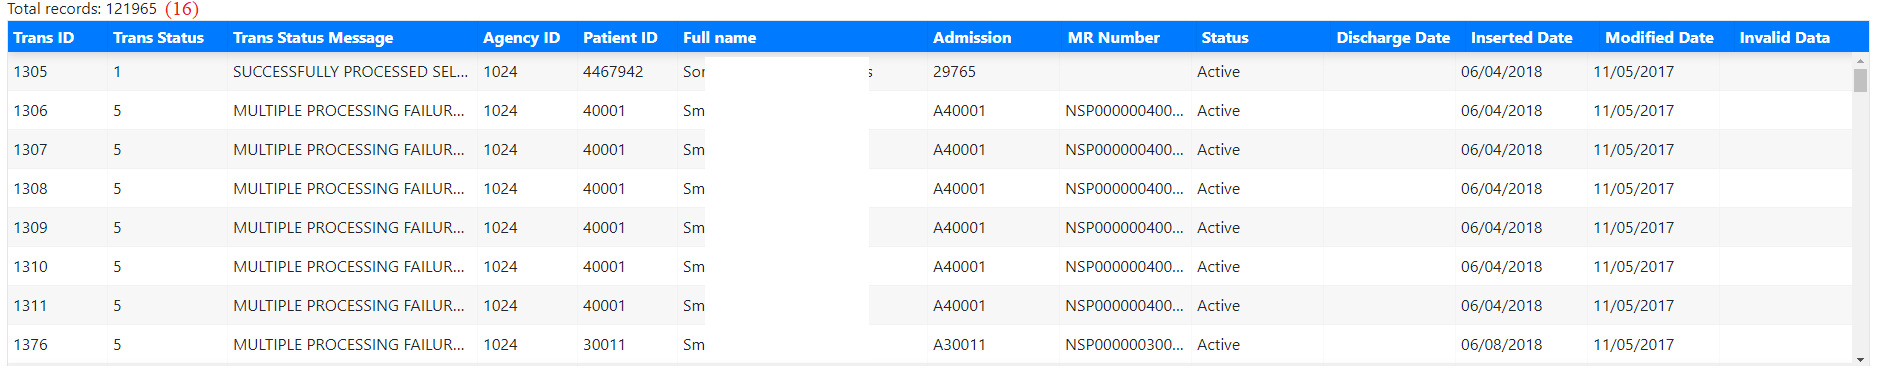 Total records: 121965 (16)
Trans ID Trans Status Trans Status Message Agency ID Patient ID Full name Admission MR Number Status Discharge Date Inserted Date Modified Date Invalid Data
1305 1 SUCCESSFULLY PROCESSED SEL... 1024 4467942 Sor s 29765 Active 06/04/2018 11/05/2017
1306 5 MULTIPLE PROCESSING FAILUR... 1024 40001 Sm A40001 NSP000000400... Active 06/04/2018 11/05/2017
1307 5 MULTIPLE PROCESSING FAILUR... 1024 40001 Sm A40001 NSP000000400... Active 06/04/2018 11/05/2017
1308 5 MULTIPLE PROCESSING FAILUR... 1024 40001 Sm A40001 NSP000000400... Active 06/04/2018 11/05/2017
1309 5 MULTIPLE PROCESSING FAILUR... 1024 40001 Sm A40001 NSP000000400... Active 06/04/2018 11/05/2017
1310 5 MULTIPLE PROCESSING FAILUR... 1024 40001 Sm A40001 NSP000000400... Active 06/04/2018 11/05/2017
1311 5 MULTIPLE PROCESSING FAILUR... 1024 40001 Sm A40001 NSP000000400... Active 06/04/2018 11/05/2017
1376 5 MULTIPLE PROCESSING FAILUR... 1024 30011 Sm A30011 NSP000000300... Active 06/08/2018 11/05/2017